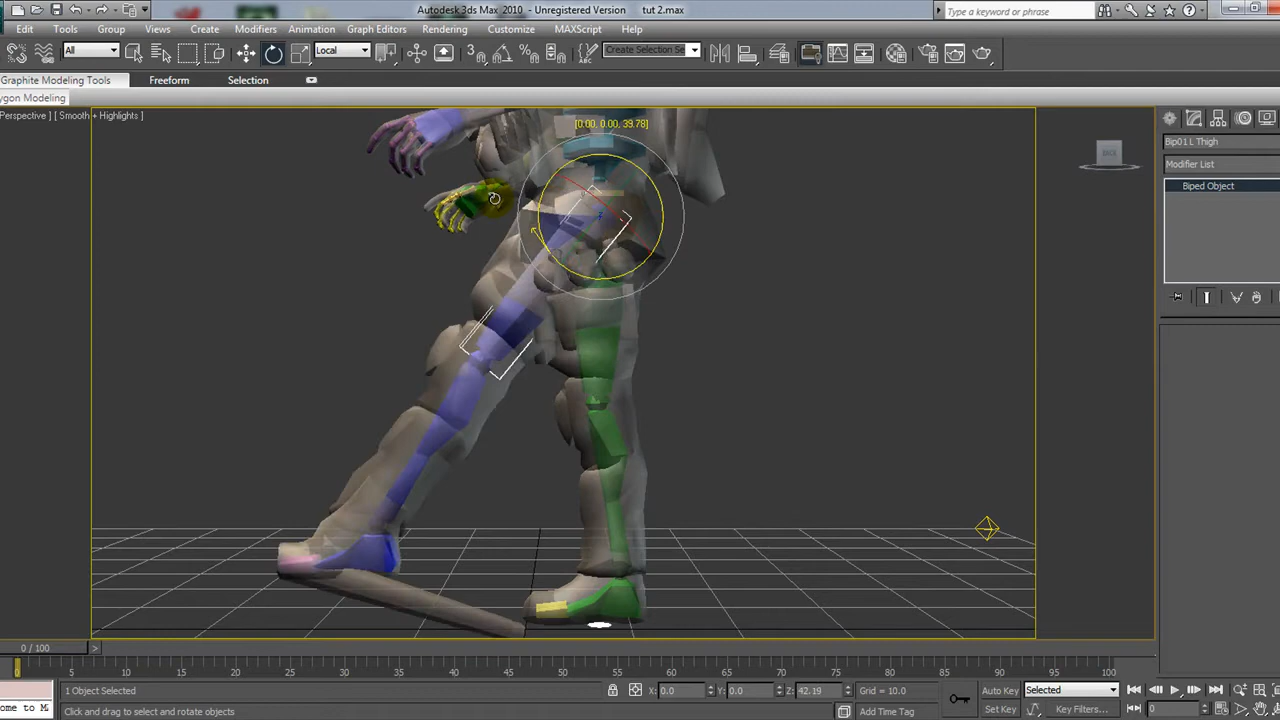 Autodesk 3ds Max 2010 - Unregistered Version tut 2.max
Type a keyword or phrase
Edit Tools Group Views Create Modifiers Animation Graph Editors Rendering Customize MAXScript Help
All Local Create Selection Se
Graphite Modeling Tools Freeform Selection
ygon Modeling
Perspective ] [ Smooth + Highlights ]
[0.00, 0.00, 39.78]
Bip01 L Thigh
Modifier List
Biped Object
0 / 100
0 5 10 15 20 25 30 35 40 45 50 55 60 65 70 75 80 85 90 95 100
1 Object Selected X: 0.0 Y: 0.0 Z: 42.19 Grid = 10.0 Auto Key Selected
ome to M Click and drag to select and rotate objects Add Time Tag Set Key Key Filters... 0